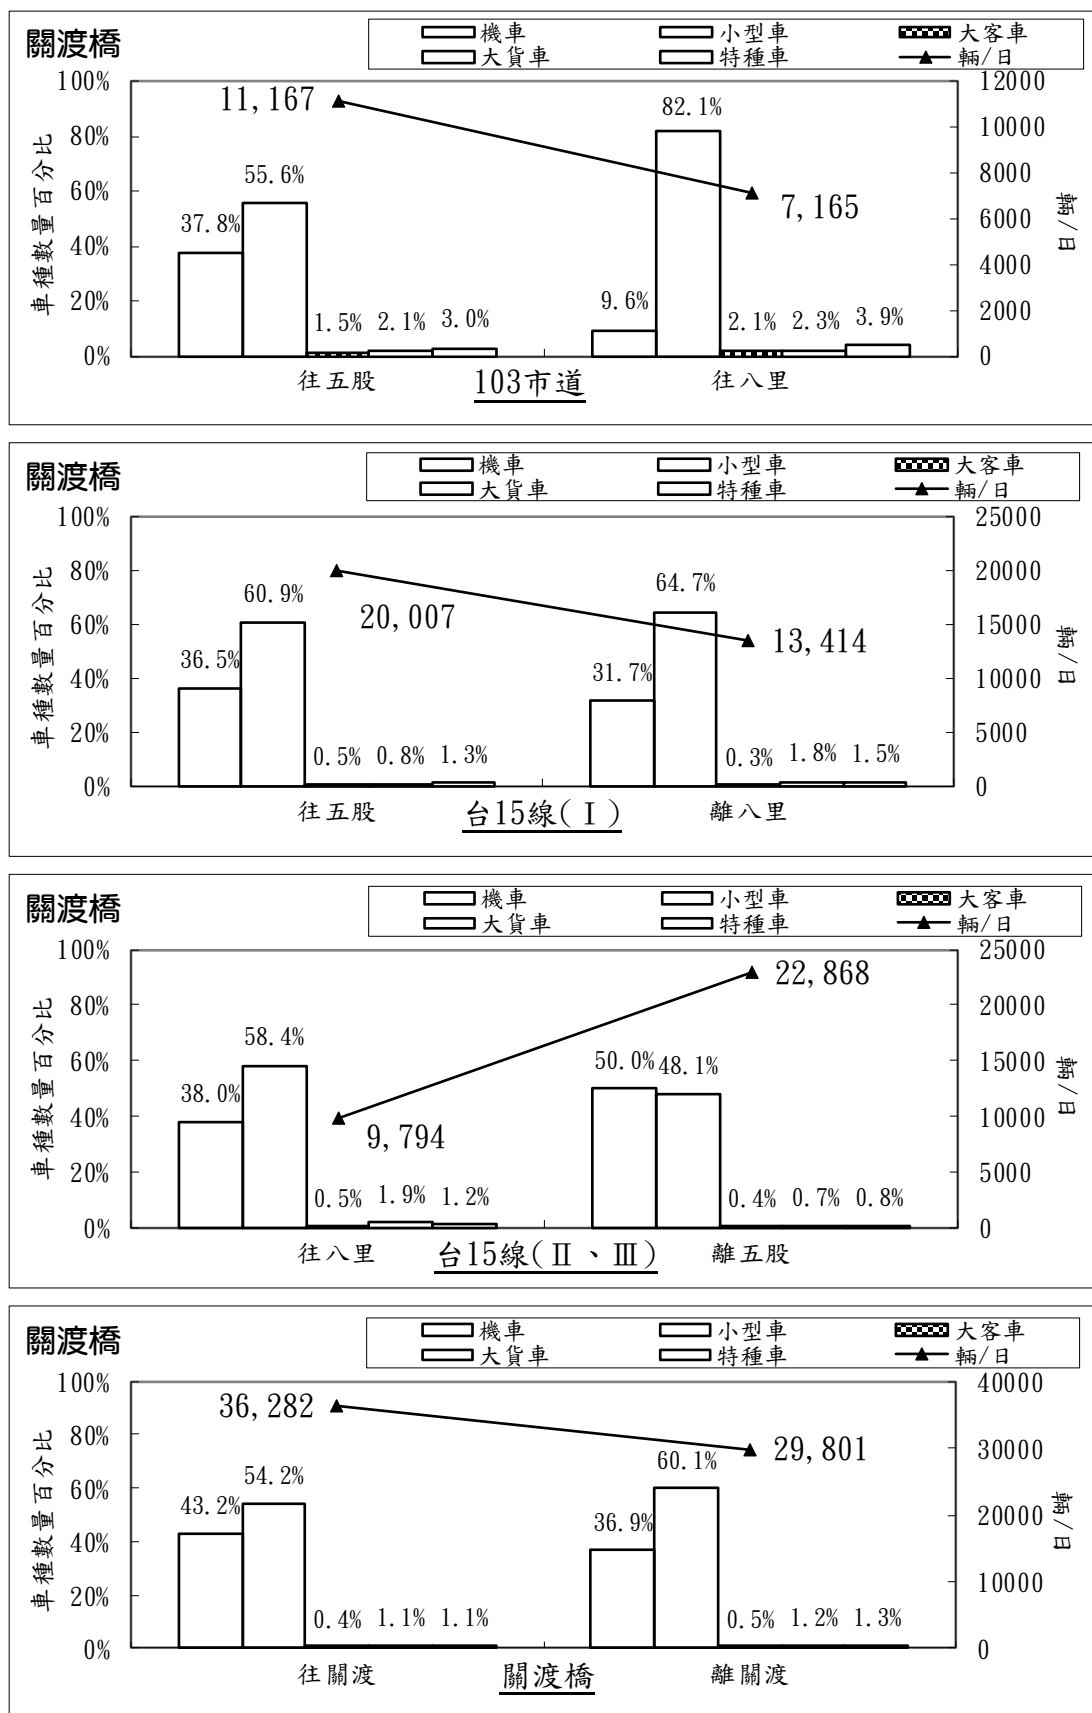 關渡橋
機車 小型車 大客車
大貨車 特種車 輛/日
車種數量百分比
輛/日
100% 12000
80% 10000
60% 8000
40% 6000
20% 4000
0% 2000
0
11,167 7,165
37.8% 55.6% 1.5% 2.1% 3.0%
9.6% 82.1% 2.1% 2.3% 3.9%
往五股 103市道 往八里
關渡橋
機車 小型車 大客車
大貨車 特種車 輛/日
車種數量百分比
輛/日
100% 25000
80% 20000
60% 15000
40% 10000
20% 5000
0% 0
20,007 13,414
36.5% 60.9% 0.5% 0.8% 1.3%
31.7% 64.7% 0.3% 1.8% 1.5%
往五股 台15線(Ⅰ) 離八里
關渡橋
機車 小型車 大客車
大貨車 特種車 輛/日
車種數量百分比
輛/日
100% 25000
80% 20000
60% 15000
40% 10000
20% 5000
0% 0
9,794 22,868
38.0% 58.4% 0.5% 1.9% 1.2%
50.0% 48.1% 0.4% 0.7% 0.8%
往八里 台15線(Ⅱ、Ⅲ) 離五股
關渡橋
機車 小型車 大客車
大貨車 特種車 輛/日
車種數量百分比
輛/日
100% 40000
80% 30000
60% 20000
40% 10000
20% 0
0%
36,282 29,801
43.2% 54.2% 0.4% 1.1% 1.1%
36.9% 60.1% 0.5% 1.2% 1.3%
往關渡 關渡橋 離關渡